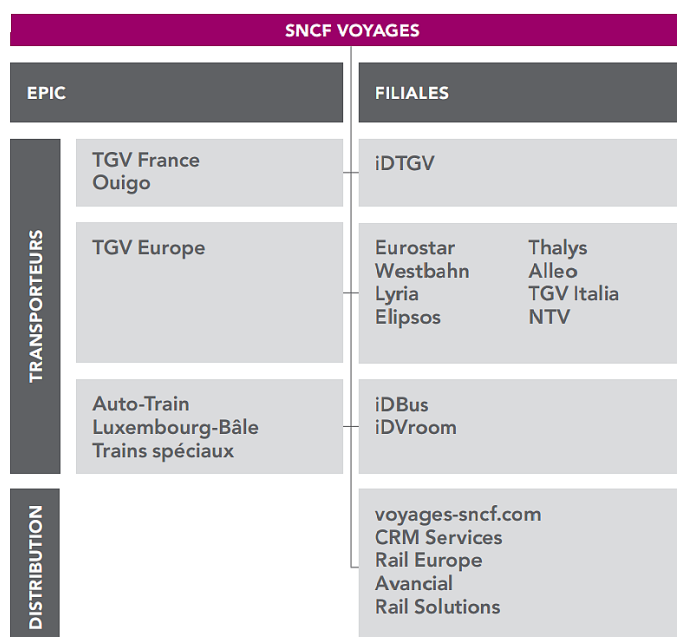 SNCF VOYAGES
EPIC
FILIALES
TRANSPORTEURS
TGV France
Ouigo
iDTGV
TGV Europe
Eurostar
Westbahn
Lyria
Elipsos
Thalys
Alleo
TGV Italia
NTV
Auto-Train
Luxembourg-Bâle
Trains spéciaux
iDBus
iDVroom
DISTRIBUTION
voyages-sncf.com
CRM Services
Rail Europe
Avancial
Rail Solutions